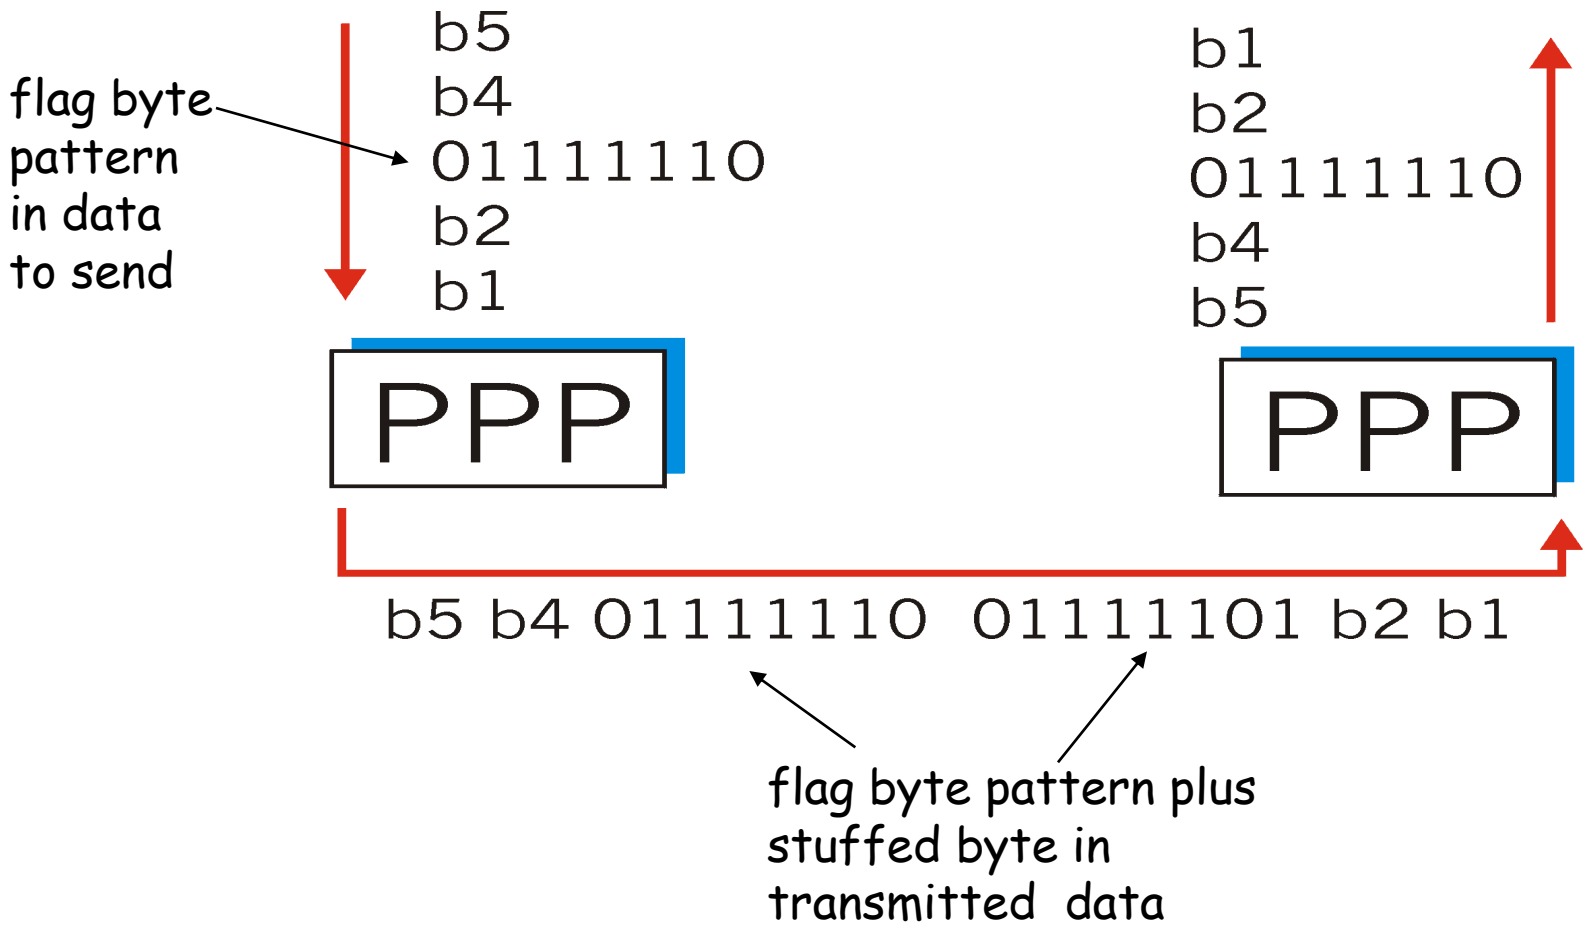 flag byte
pattern
in data
to send
b5
b4
01111110
b2
b1
PPP
b1
b2
01111110
b4
b5
PPP
b5 b4 01111110 01111101 b2 b1
flag byte pattern plus
stuffed byte in
transmitted data